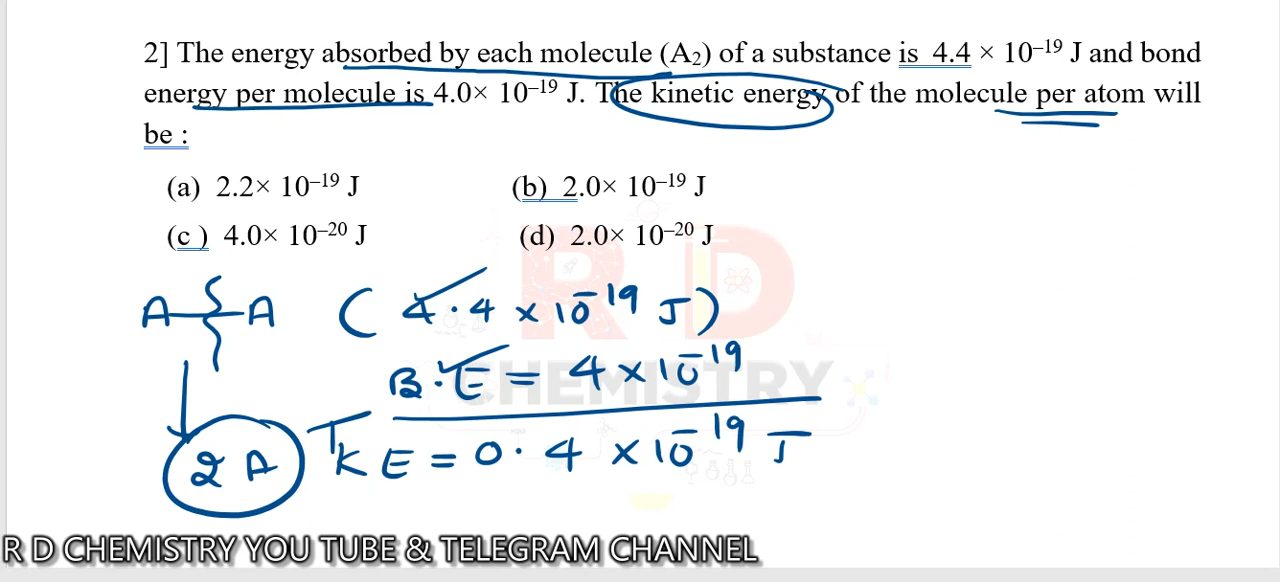 2] The energy absorbed by each molecule (A₂) of a substance is 4.4 × 10⁻¹⁹ J and bond
energy per molecule is 4.0× 10⁻¹⁹ J. The kinetic energy of the molecule per atom will
be :
(a) 2.2× 10⁻¹⁹ J (b) 2.0× 10⁻¹⁹ J
(c ) 4.0× 10⁻²⁰ J (d) 2.0× 10⁻²⁰ J
R D
CHEMISTRY
A–A (4.4 × 10⁻¹⁹ J)
B.E = 4 × 10⁻¹⁹
2 A TKE = 0.4 × 10⁻¹⁹ J
R D CHEMISTRY YOU TUBE & TELEGRAM CHANNEL